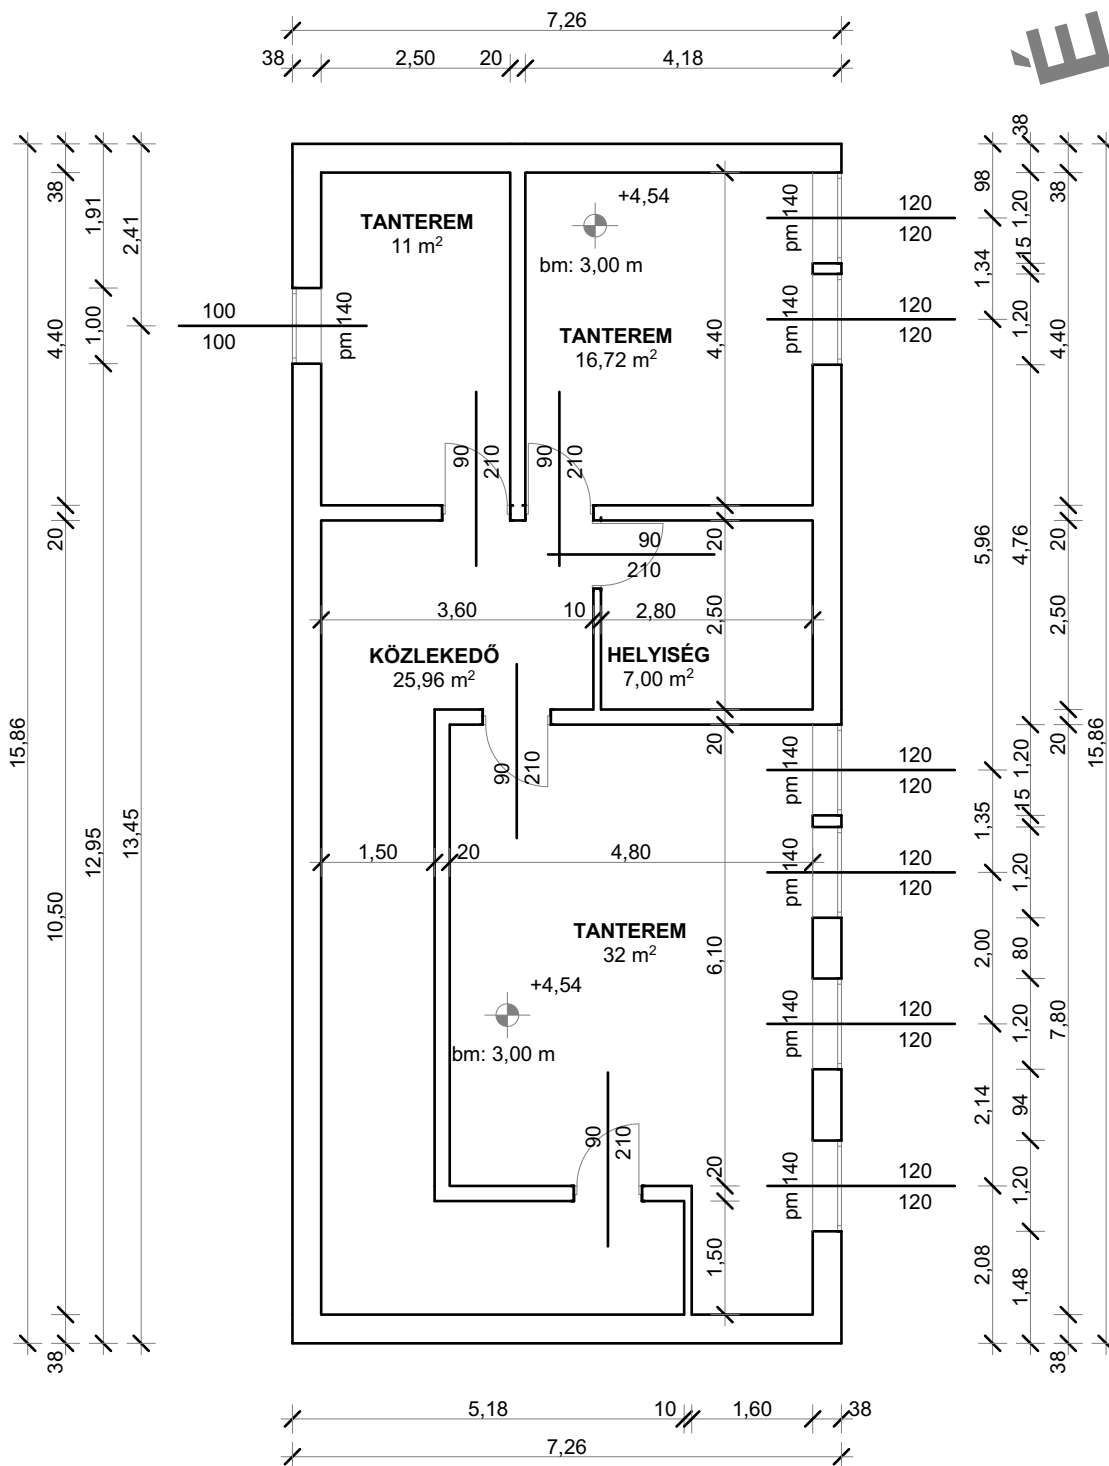 7,26
38 2,50 20 4,18
É
38
38 1,91 2,41
98 1,20 38
TANTEREM
11 m²
+4,54
bm: 3,00 m
pm 140
120
120
1,34 15
100
100
pm 140
4,40 1,00
TANTEREM
16,72 m²
4,40
pm 140
120
120
1,20 4,40
90 210
90 210
20
90
210
20
5,96 4,76 20
3,60 10 2,80
2,50
2,50
KÖZLEKEDŐ
25,96 m²
HELYISÉG
7,00 m²
15,86
20
20
15,86
90 210
pm 140
120
120
1,20
1,35 15
12,95 13,45
1,50 20 4,80
pm 140
120
120
1,20
10,50
TANTEREM
32 m²
6,10
2,00 80
+4,54
bm: 3,00 m
pm 140
120
120
1,20 7,80
2,14 94
90 210
20
pm 140
120
120
1,20
1,50
2,08 1,48
38
38
5,18 10 1,60 38
7,26